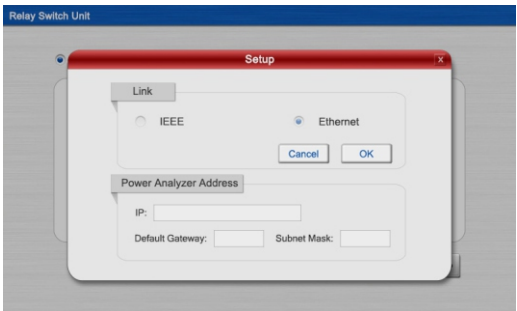 Relay Switch Unit
Setup
X
Link
IEEE
Ethernet
Cancel
OK
Power Analyzer Address
IP:
Default Gateway:
Subnet Mask: